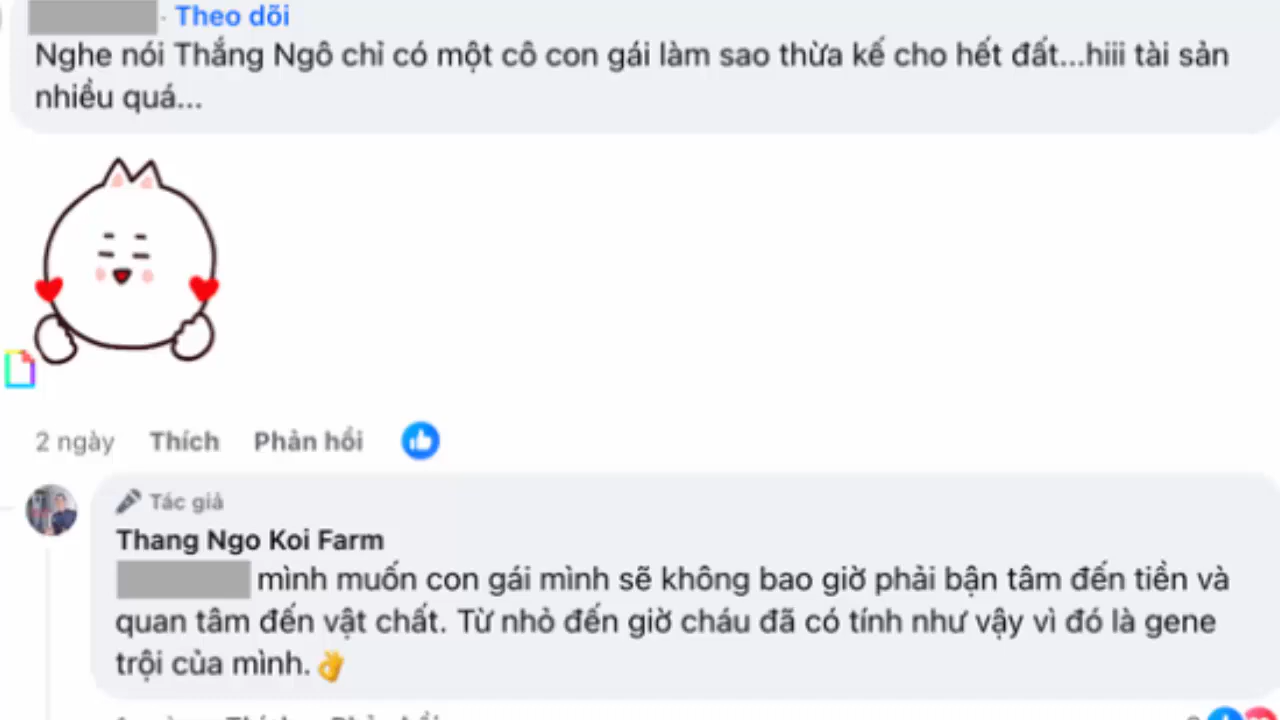 · Theo dõi
Nghe nói Thắng Ngô chỉ có một cô con gái làm sao thừa kế cho hết đất...hiii tài sản
nhiều quá...
2 ngày Thích Phản hồi
Tác giả
Thang Ngo Koi Farm
mình muốn con gái mình sẽ không bao giờ phải bận tâm đến tiền và
quan tâm đến vật chất. Từ nhỏ đến giờ cháu đã có tính như vậy vì đó là gene
trội của mình.👌